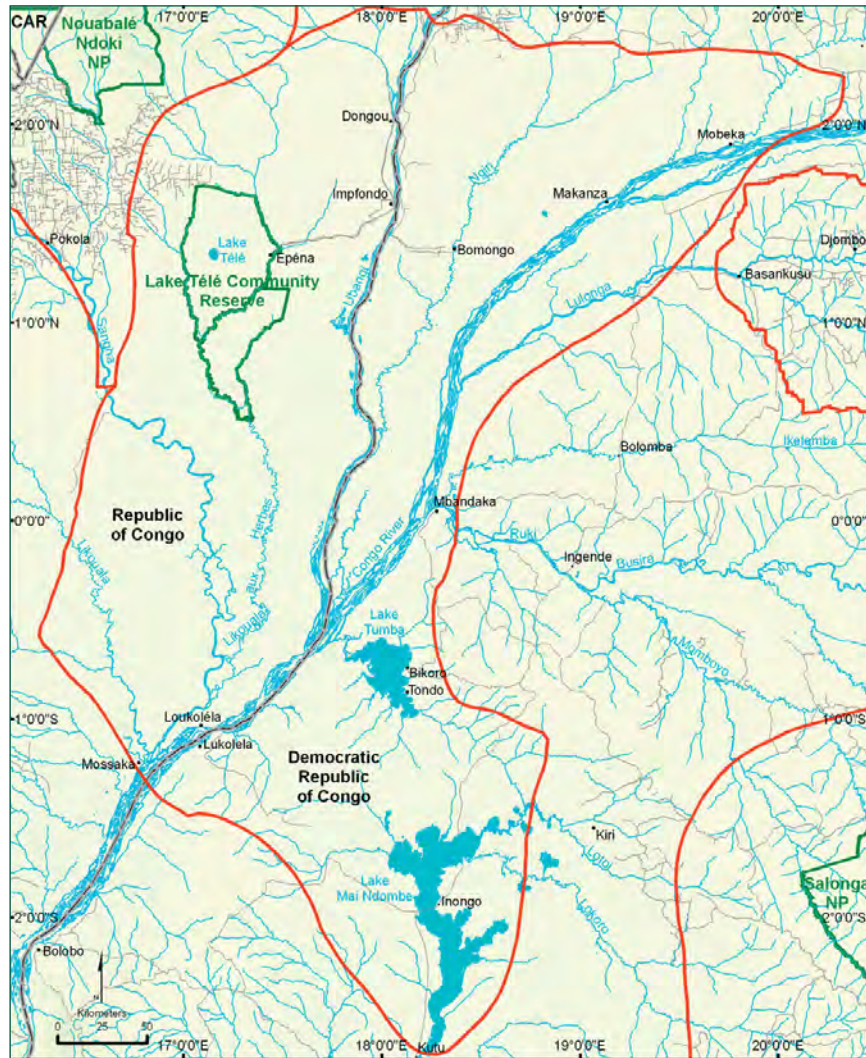 CAR
17°0'0"E
18°0'0"E
19°0'0"E
20°0'0"E
Nouabalé
Ndoki
NP
Dongou
2°0'0"N
2°0'0"N
Mobeka
Ngiri
Impfondo
Makanza
Pokola
Lake
Télé
Epéna
Bomongo
Djombo
Lake Télé Community
Reserve
Ubangi
Basankusu
Lulonga
Sangha
1°0'0"N
1°0'0"N
Bolomba
Ikelemba
Republic
of Congo
Mbandaka
0°0'0"
0°0'0"
Ruki
Ingende
Busira
Congo River
Likouala
Likouala
aux
Herbes
Lake
Tumba
Momboyo
Bikoro
Tondo
1°0'0"S
1°0'0"S
Loukoléla
Lukolela
Mossaka
Democratic
Republic
of Congo
Kiri
Lotoi
Lokoro
Lake
Mai Ndombe
Inongo
Salonga
NP
2°0'0"S
2°0'0"S
Bolobo
N
Kilometers
0 25 50
17°0'0"E
18°0'0"E
19°0'0"E
20°0'0"E
Kutu